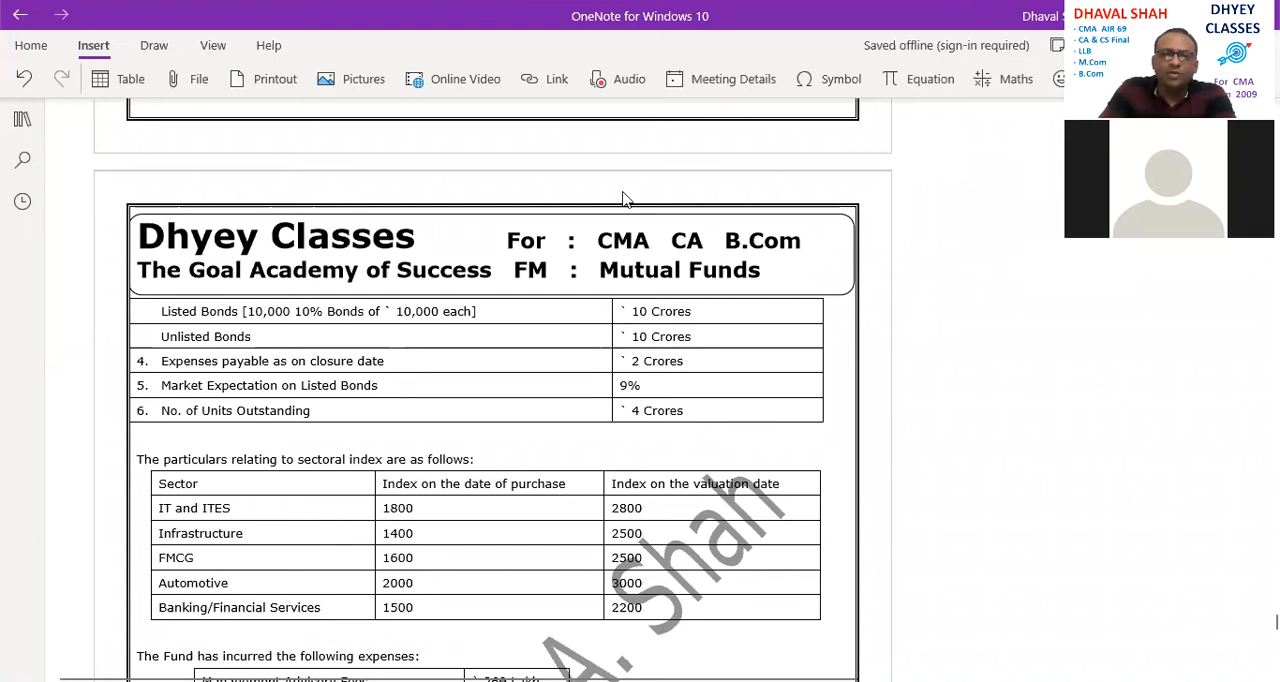 OneNote for Windows 10
Dhaval S
Home Insert Draw View Help
Saved offline (sign-in required)
Table File Printout Pictures Online Video Link Audio Meeting Details Symbol Equation Maths
DHAVAL SHAH
- CMA AIR 69
- CA & CS Final
- LLB
- M.Com
- B.Com
DHYEY
CLASSES
For CMA
2009
Dhyey Classes For : CMA CA B.Com
The Goal Academy of Success FM : Mutual Funds
Listed Bonds [10,000 10% Bonds of ` 10,000 each] ` 10 Crores
Unlisted Bonds ` 10 Crores
4. Expenses payable as on closure date ` 2 Crores
5. Market Expectation on Listed Bonds 9%
6. No. of Units Outstanding ` 4 Crores
The particulars relating to sectoral index are as follows:
Sector Index on the date of purchase Index on the valuation date
IT and ITES 1800 2800
Infrastructure 1400 2500
FMCG 1600 2500
Automotive 2000 3000
Banking/Financial Services 1500 2200
A. Shah
The Fund has incurred the following expenses: